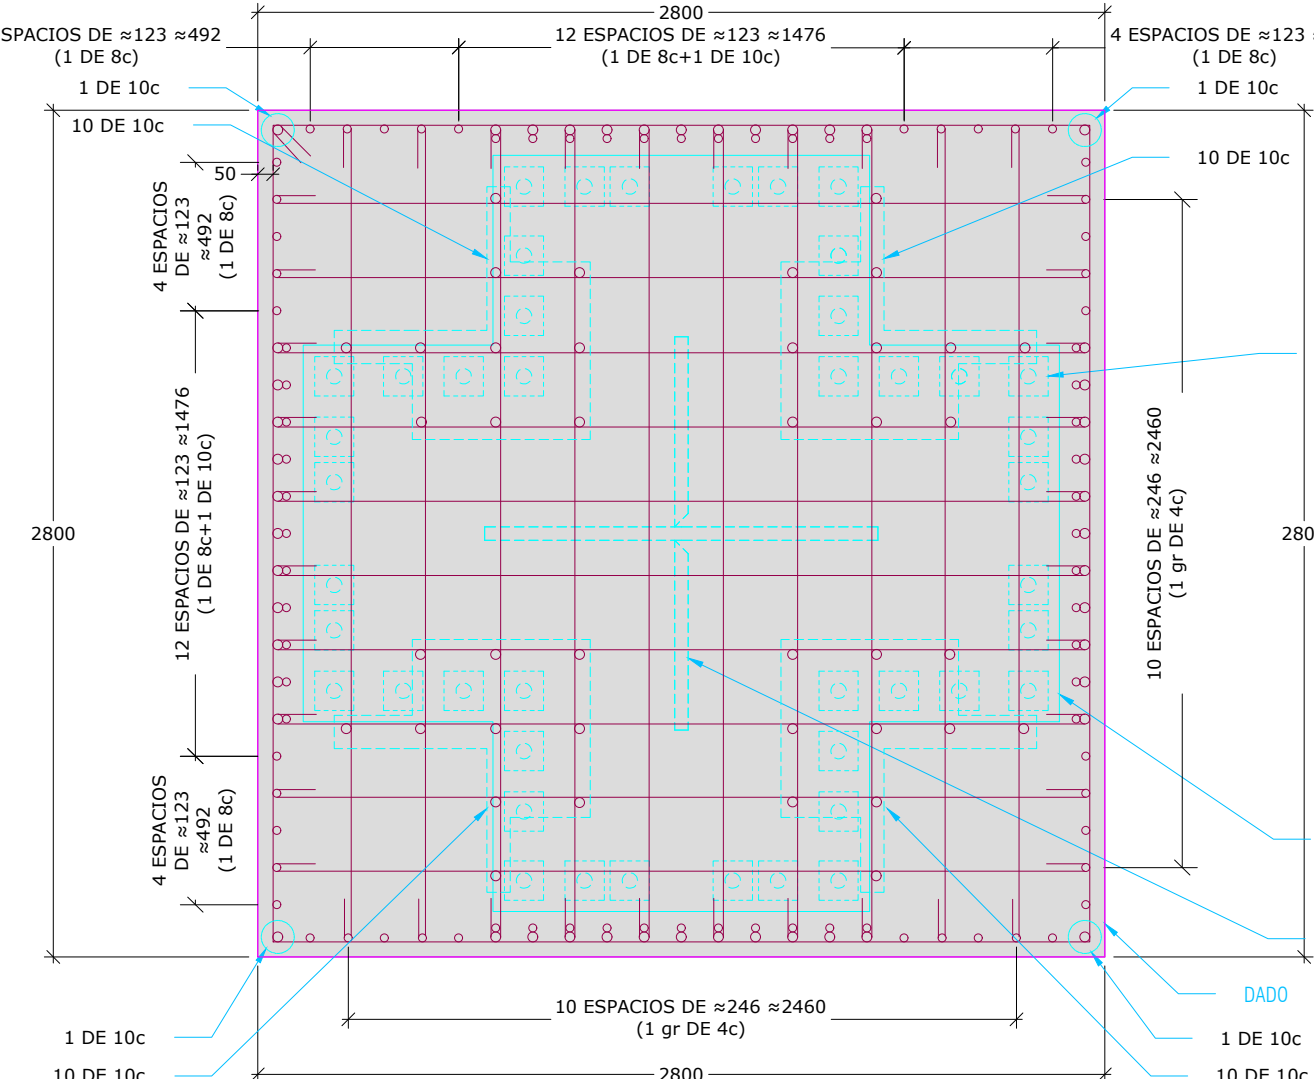 2800
SPACIOS DE ≈123 ≈492
(1 DE 8c)
12 ESPACIOS DE ≈123 ≈1476
(1 DE 8c+1 DE 10c)
4 ESPACIOS DE ≈123 ≈
(1 DE 8c)
1 DE 10c
1 DE 10c
10 DE 10c
10 DE 10c
50
4 ESPACIOS
DE ≈123
≈492
(1 DE 8c)
12 ESPACIOS DE ≈123 ≈1476
(1 DE 8c+1 DE 10c)
10 ESPACIOS DE ≈246 ≈2460
(1 gr DE 4c)
2800
280
4 ESPACIOS
DE ≈123
≈492
(1 DE 8c)
DADO
10 ESPACIOS DE ≈246 ≈2460
(1 gr DE 4c)
1 DE 10c
1 DE 10c
10 DE 10c
2800
10 DE 10c